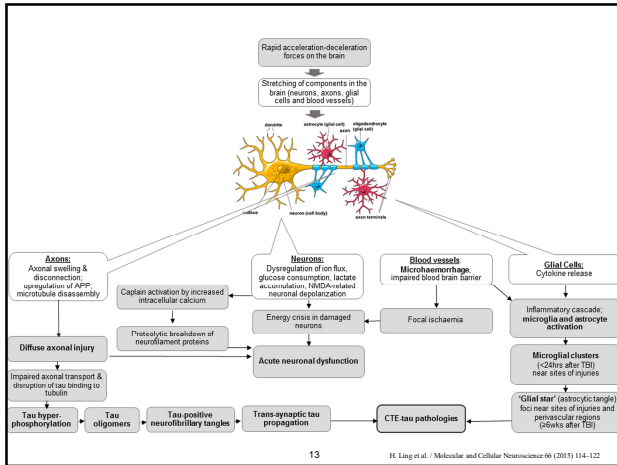 Rapid acceleration-deceleration
forces on the brain
Stretching of components in the
brain (neurons, axons, glial
cells and blood vessels)
dendrite
astrocyte (glial cell)
axon
oligodendrocyte
(glial cell)
nucleus
neuron (cell body)
axon terminals
Axons:
Axonal swelling &
disconnection;
upregulation of APP,
microtubule disassembly
Neurons:
Dysregulation of ion flux,
glucose consumption, lactate
accumulation, NMDA-related
neuronal depolarization
Blood vessels:
Microhaemorrhage,
impaired blood brain barrier
Glial Cells:
Cytokine release
Captain activation by increased
intracellular calcium
Energy crisis in damaged
neurons
Focal ischaemia
Inflammatory cascade;
microglia and astrocyte
activation
Proteolytic breakdown of
neurofilament proteins
Diffuse axonal injury
Acute neuronal dysfunction
Microglial clusters
(<24hrs after TBI)
near sites of injuries
Impaired axonal transport &
disruption of tau binding to
tubulin
Tau hyper-
phosphorylation
Tau
oligomers
Tau-positive
neurofibrillary tangles
Trans-synaptic tau
propagation
CTE-tau pathologies
'Glial star' (astrocytic tangle)
foci near sites of injuries and
perivascular regions
(≥6wks after TBI)
13
H. Ling et al. / Molecular and Cellular Neuroscience 66 (2015) 114–122